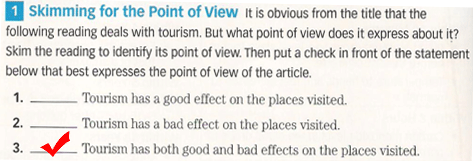 1 Skimming for the Point of View It is obvious from the title that the
following reading deals with tourism. But what point of view does it express about it?
Skim the reading to identify its point of view. Then put a check in front of the statement
below that best expresses the point of view of the article.
1. ______ Tourism has a good effect on the places visited.
2. ______ Tourism has a bad effect on the places visited.
3. __✓__ Tourism has both good and bad effects on the places visited.